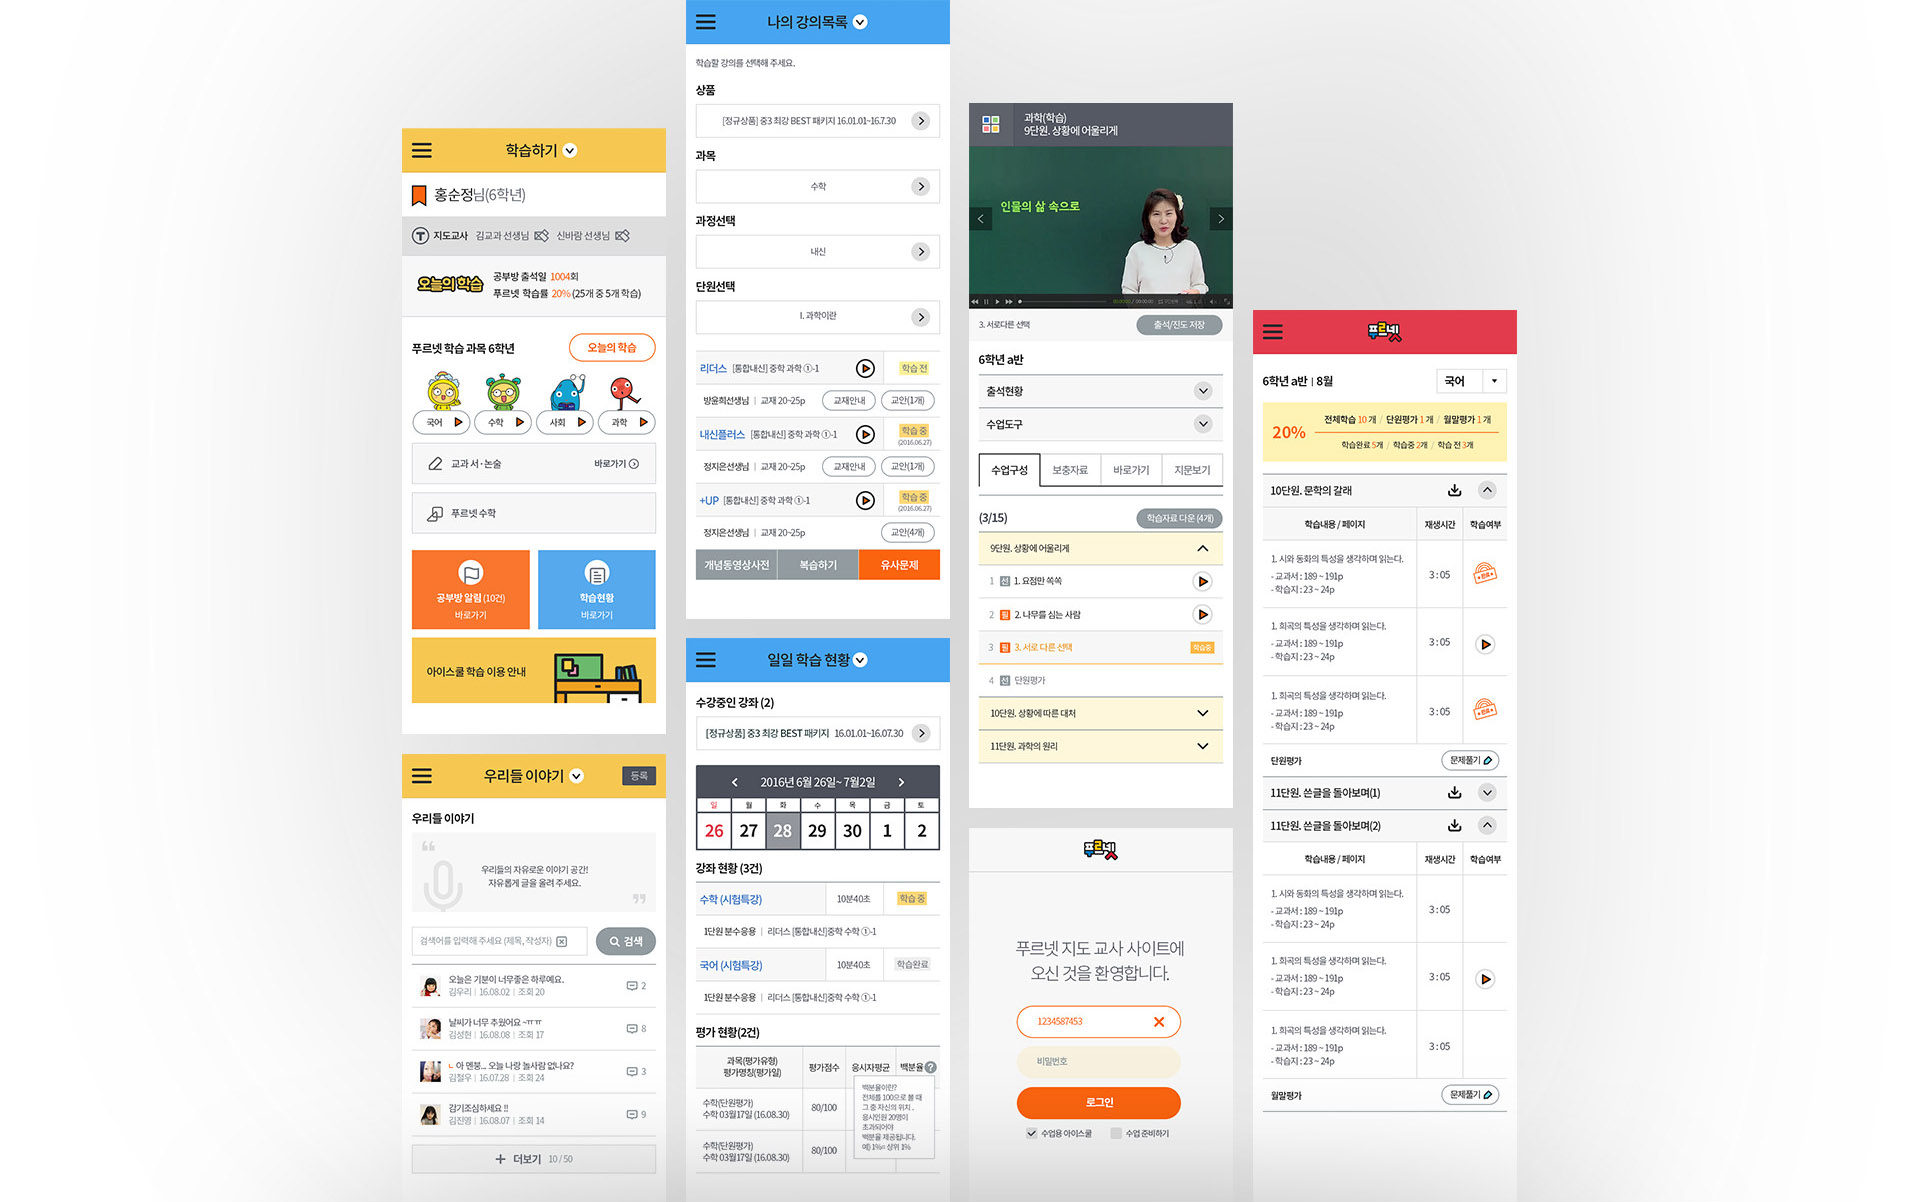 학습하기
홍순정님(6학년)
지도교사 김교과 선생님 신바람 선생님
오늘의 학습
공부방 출석일 1004회
푸르넷 학습률 20% (25개 중 5개 학습)
푸르넷 학습 과목 6학년
오늘의 학습
국어 수학 사회 과학
교과 서·논술 바로가기
푸르넷 수학
공부방 알림 (10건)
바로가기
학습현황
바로가기
아이스쿨 학습 이용 안내
우리들 이야기
등록
우리들 이야기
우리들의 자유로운 이야기 공간!
자유롭게 글을 올려 주세요.
검색어를 입력해 주세요 (제목, 작성자)
검색
오늘은 기분이 너무좋은 하루에요.
김우리 | 16.08.02 | 조회 20
2
날씨가 너무 추웠어요 ~ㅠㅠ
김성현 | 16.08.08 | 조회 17
8
ㄴ 아 맨붕... 오늘 나랑 놀사람 없나요?
김철우 | 16.07.28 | 조회 24
3
감기조심하세요 !!
김진영 | 16.08.07 | 조회 14
9
+ 더보기 10 / 50
나의 강의목록
학습할 강의를 선택해 주세요.
상품
[정규상품] 중3 최강 BEST 패키지 16.01.01~16.7.30
과목
수학
과정선택
내신
단원선택
I. 과학이란
리더스 [통합내신] 중학 과학 ①-1
학습 전
방윤희선생님 | 교재 20~25p
교재안내 교안(1개)
내신플러스 [통합내신] 중학 과학 ①-1
학습 중
(2016.06.27)
정지은선생님 | 교재 20~25p
교재안내 교안(1개)
+UP [통합내신] 중학 과학 ①-1
학습 중
(2016.06.27)
정지은선생님 | 교재 20~25p
교안(4개)
개념동영상사전 복습하기 유사문제
일일 학습 현황
수강중인 강좌 (2)
[정규상품] 중3 최강 BEST 패키지 16.01.01~16.07.30
2016년 6월 26일~ 7월2일
일 월 화 수 목 금 토
26 27 28 29 30 1 2
강좌 현황 (3건)
수학 (시험특강) 10분40초 학습 중
1단원 분수응용 | 리더스 [통합내신]중학 수학 ①-1
국어 (시험특강) 10분40초 학습완료
1단원 분수응용 | 리더스 [통합내신]중학 수학 ①-1
평가 현황(2건)
과목(평가유형)
평가명칭(평가일)
평가점수 응시자평균 백분율 ?
수학(단원평가)
수학 03월17일 (16.08.30)
80/100
수학(단원평가)
수학 03월17일 (16.08.30)
80/100
백분율이란?
전체를 100으로 볼 때
그 중 자신의 위치 .
응시인원 20명이
초과되어야
백분율 제공됩니다.
예) 1%= 상위 1%
과학(학습)
9단원. 상황에 어울리게
인물의 삶 속으로
3. 서로다른 선택
출석/진도 저장
6학년 a반
출석현황
수업도구
수업구성 보충자료 바로가기 지문보기
(3/15)
학습자료 다운 (4개)
9단원. 상황에 어울리게
1 선 1. 요점만 쏙쏙
2 필 2. 나무를 심는 사람
3 필 3. 서로 다른 선택 학습중
4 선 단원평가
10단원. 상황에 따른 대처
11단원. 과학의 원리
푸르넷
푸르넷 지도 교사 사이트에
오신 것을 환영합니다.
1234587453
비밀번호
로그인
수업용 아이스쿨 수업 준비하기
푸르넷
6학년 a반 | 8월
국어
20%
전체학습 10 개 / 단원평가 1 개 / 월말평가 1 개
학습완료 5개 / 학습중 2개 / 학습 전 3개
10단원. 문학의 갈래
학습내용 / 페이지 재생시간 학습여부
1. 시와 동화의 특성을 생각하며 읽는다.
- 교과서 : 189 ~ 191p
- 학습지 : 23 ~ 24p
3:05
완료
1. 희곡의 특성을 생각하며 읽는다.
- 교과서 : 189 ~ 191p
- 학습지 : 23 ~ 24p
3:05
1. 희곡의 특성을 생각하며 읽는다.
- 교과서 : 189 ~ 191p
- 학습지 : 23 ~ 24p
3:05
완료
단원평가
문제풀기
11단원. 쓴글을 돌아보며(1)
11단원. 쓴글을 돌아보며(2)
학습내용 / 페이지 재생시간 학습여부
1. 시와 동화의 특성을 생각하며 읽는다.
- 교과서 : 189 ~ 191p
- 학습지 : 23 ~ 24p
3:05
1. 희곡의 특성을 생각하며 읽는다.
- 교과서 : 189 ~ 191p
- 학습지 : 23 ~ 24p
3:05
1. 희곡의 특성을 생각하며 읽는다.
- 교과서 : 189 ~ 191p
- 학습지 : 23 ~ 24p
3:05
월말평가
문제풀기